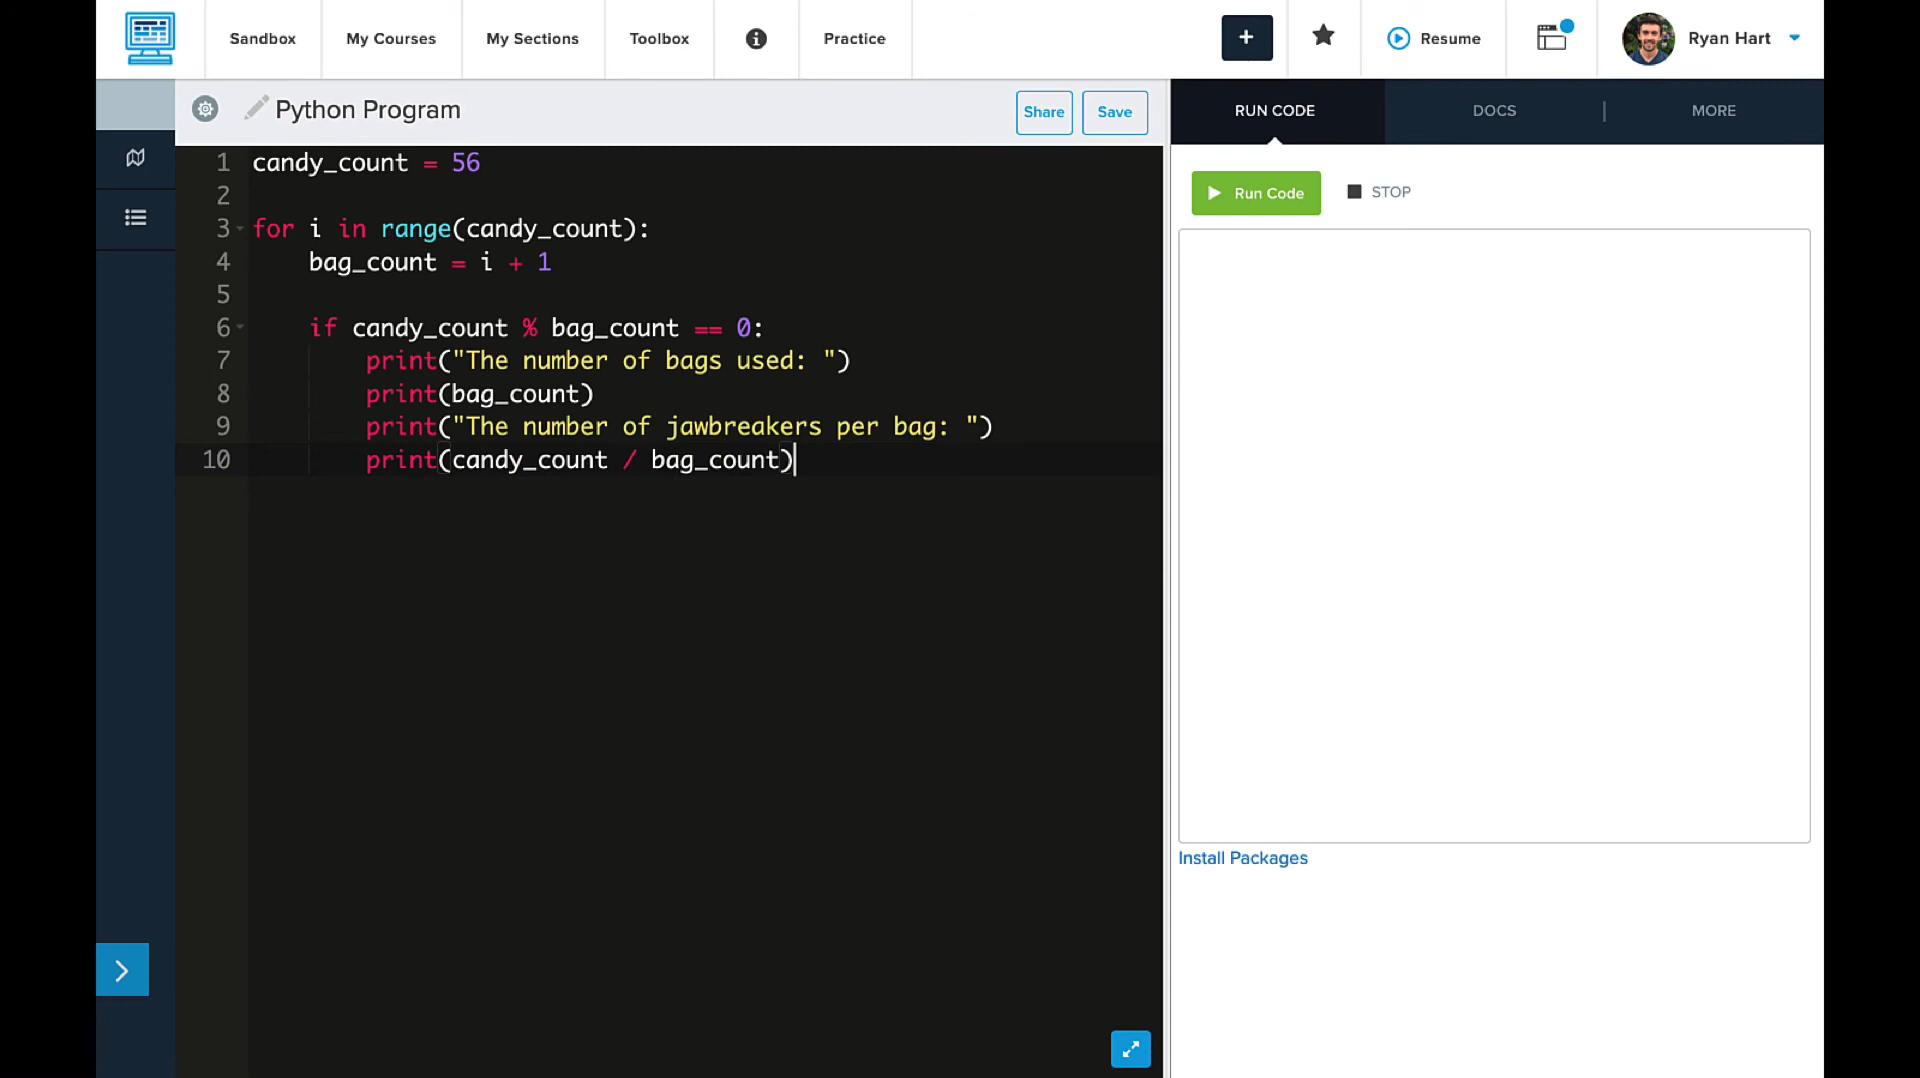 Sandbox
My Courses
My Sections
Toolbox
Practice
+
Resume
Ryan Hart
Python Program
Share
Save
RUN CODE
DOCS
|
MORE
Run Code
STOP
1 candy_count = 56
2
3 for i in range(candy_count):
4 bag_count = i + 1
5
6 if candy_count % bag_count == 0:
7 print("The number of bags used: ")
8 print(bag_count)
9 print("The number of jawbreakers per bag: ")
10 print(candy_count / bag_count)
Install Packages